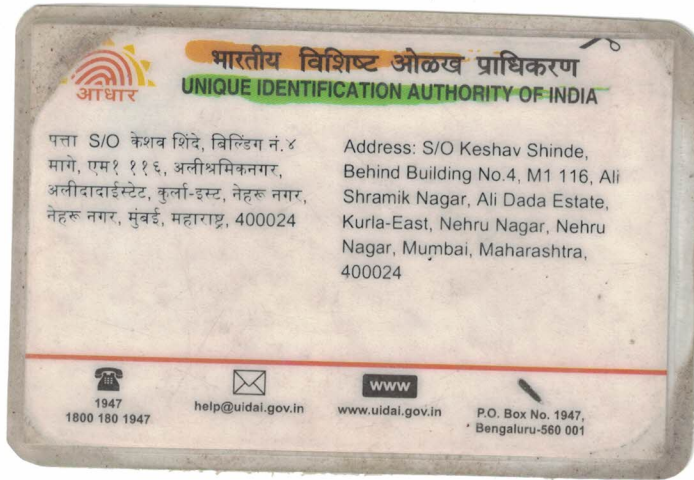 भारतीय विशिष्ट ओळख प्राधिकरण
आधार
UNIQUE IDENTIFICATION AUTHORITY OF INDIA
पत्ता S/O केशव शिंदे, बिल्डिंग नं.४
मागे, एम१ ११६, अलीश्रमिकनगर,
अलीदादाईस्टेट, कुर्ला-इस्ट, नेहरू नगर,
नेहरू नगर, मुंबई, महाराष्ट्र, 400024
Address: S/O Keshav Shinde,
Behind Building No.4, M1 116, Ali
Shramik Nagar, Ali Dada Estate,
Kurla-East, Nehru Nagar, Nehru
Nagar, Mumbai, Maharashtra,
400024
1947
1800 180 1947
help@uidai.gov.in
www
www.uidai.gov.in
P.O. Box No. 1947,
Bengaluru-560 001